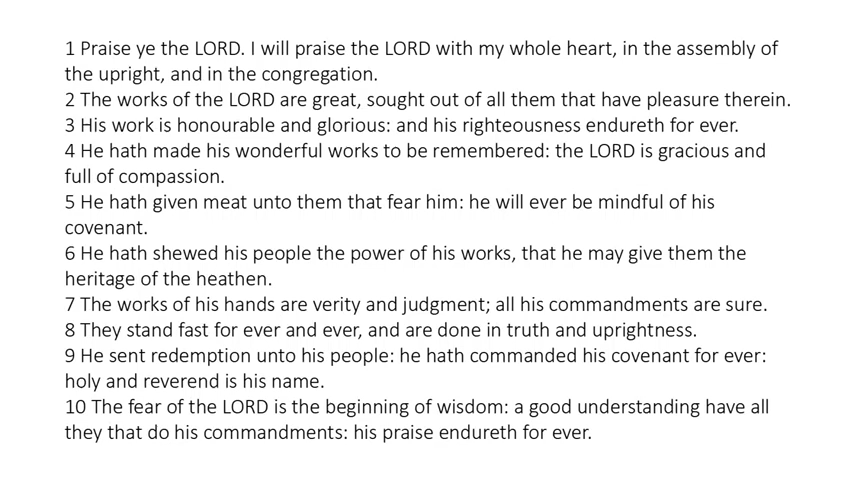 1 Praise ye the LORD. I will praise the LORD with my whole heart, in the assembly of
the upright, and in the congregation.
2 The works of the LORD are great, sought out of all them that have pleasure therein.
3 His work is honourable and glorious: and his righteousness endureth for ever.
4 He hath made his wonderful works to be remembered: the LORD is gracious and
full of compassion.
5 He hath given meat unto them that fear him: he will ever be mindful of his
covenant.
6 He hath shewed his people the power of his works, that he may give them the
heritage of the heathen.
7 The works of his hands are verity and judgment; all his commandments are sure.
8 They stand fast for ever and ever, and are done in truth and uprightness.
9 He sent redemption unto his people: he hath commanded his covenant for ever:
holy and reverend is his name.
10 The fear of the LORD is the beginning of wisdom: a good understanding have all
they that do his commandments: his praise endureth for ever.